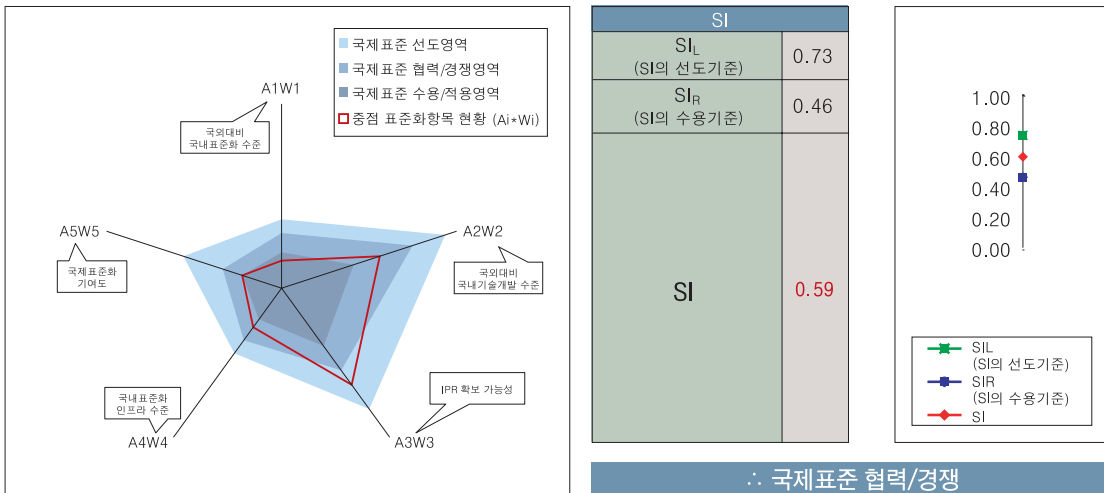 국제표준 선도영역
국제표준 협력/경쟁영역
국제표준 수용/적용영역
중점 표준화항목 현황 (Ai*Wi)
A1W1
국외대비
국내표준화 수준
A2W2
국외대비
국내기술개발 수준
A5W5
국제표준화
기여도
국내표준화
인프라 수준
A4W4
IPR 확보 가능성
A3W3
SI
SIL
(SI의 선도기준)
0.73
SIR
(SI의 수용기준)
0.46
SI
0.59
1.00
0.80
0.60
0.40
0.20
0.00
SIL
(SI의 선도기준)
SIR
(SI의 수용기준)
SI
∴ 국제표준 협력/경쟁